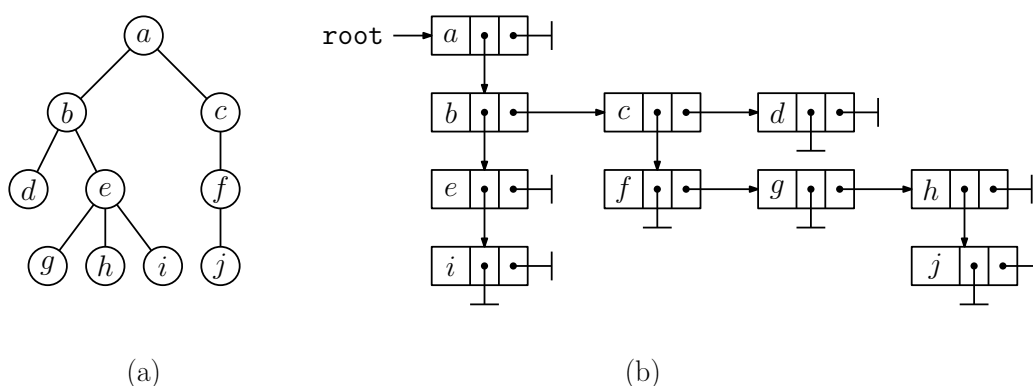 a
root a
b c
b c d
d e f
e f g h
g h i j
i j
(a) (b)